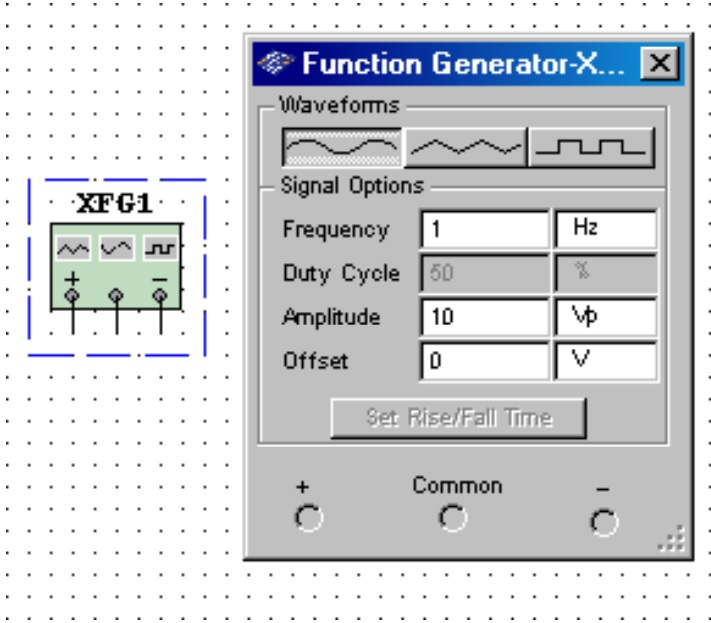 Function Generator-X...
Waveforms
Signal Options
XFG1
Frequency 1 Hz
Duty Cycle 50 %
+ −
Amplitude 10 Vp
Offset 0 V
Set Rise/Fall Time
+ Common −